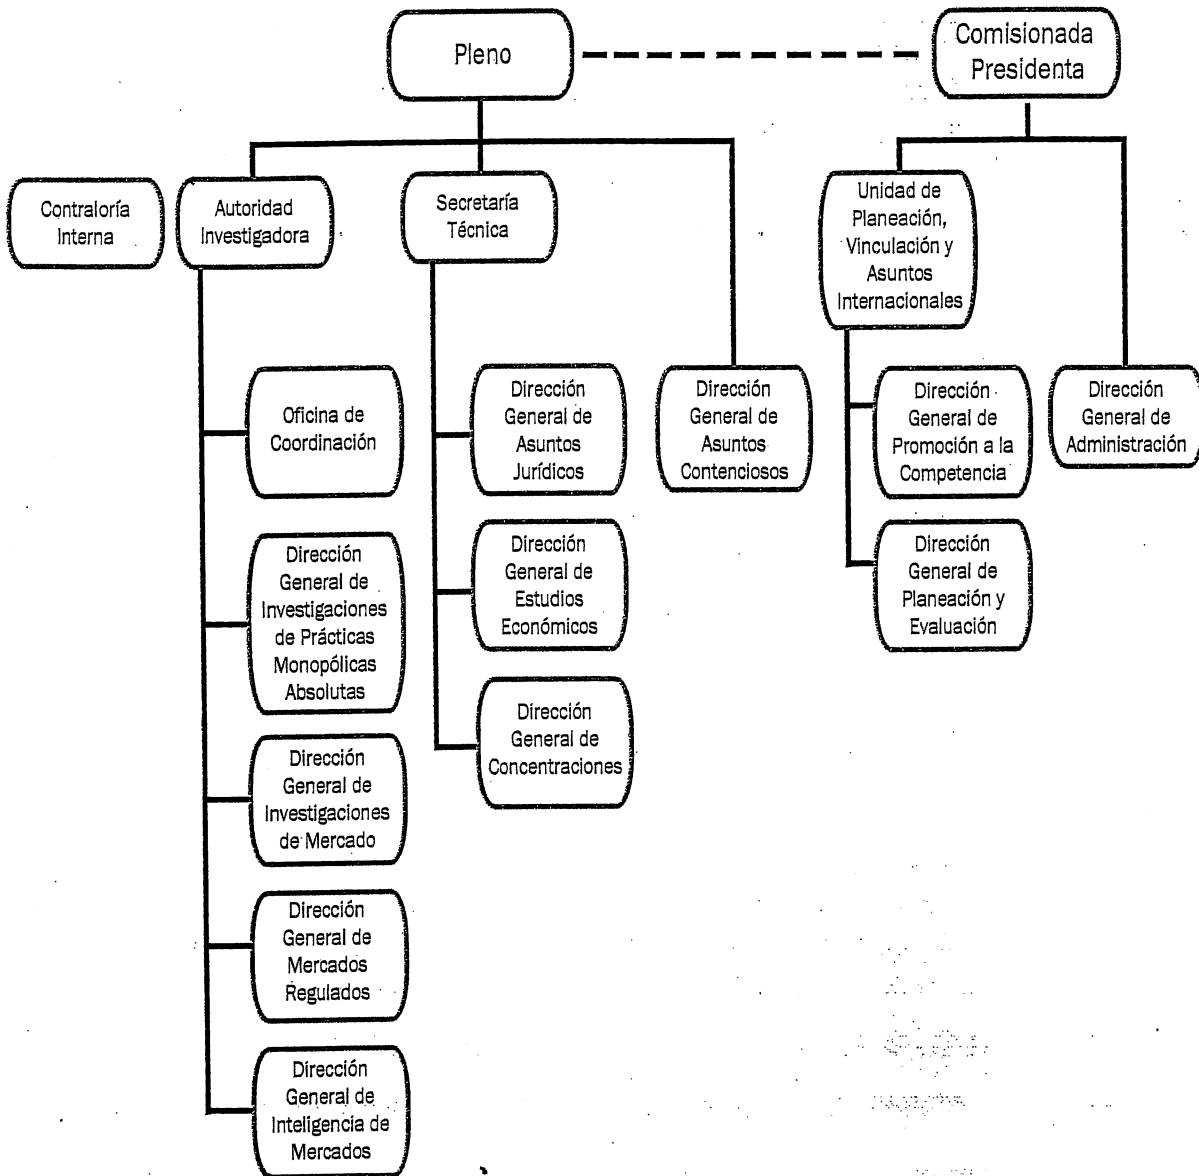 Pleno
Comisionada
Presidenta
Contraloría
Interna
Autoridad
Investigadora
Secretaría
Técnica
Unidad de
Planeación,
Vinculación y
Asuntos
Internacionales
Oficina de
Coordinación
Dirección
General de
Asuntos
Jurídicos
Dirección
General de
Asuntos
Contenciosos
Dirección
General de
Promoción a la
Competencia
Dirección
General de
Administración
Dirección
General de
Investigaciones
de Prácticas
Monopólicas
Absolutas
Dirección
General de
Estudios
Económicos
Dirección
General de
Planeación y
Evaluación
Dirección
General de
Concentraciones
Dirección
General de
Investigaciones
de Mercado
Dirección
General de
Mercados
Regulados
Dirección
General de
Inteligencia de
Mercados